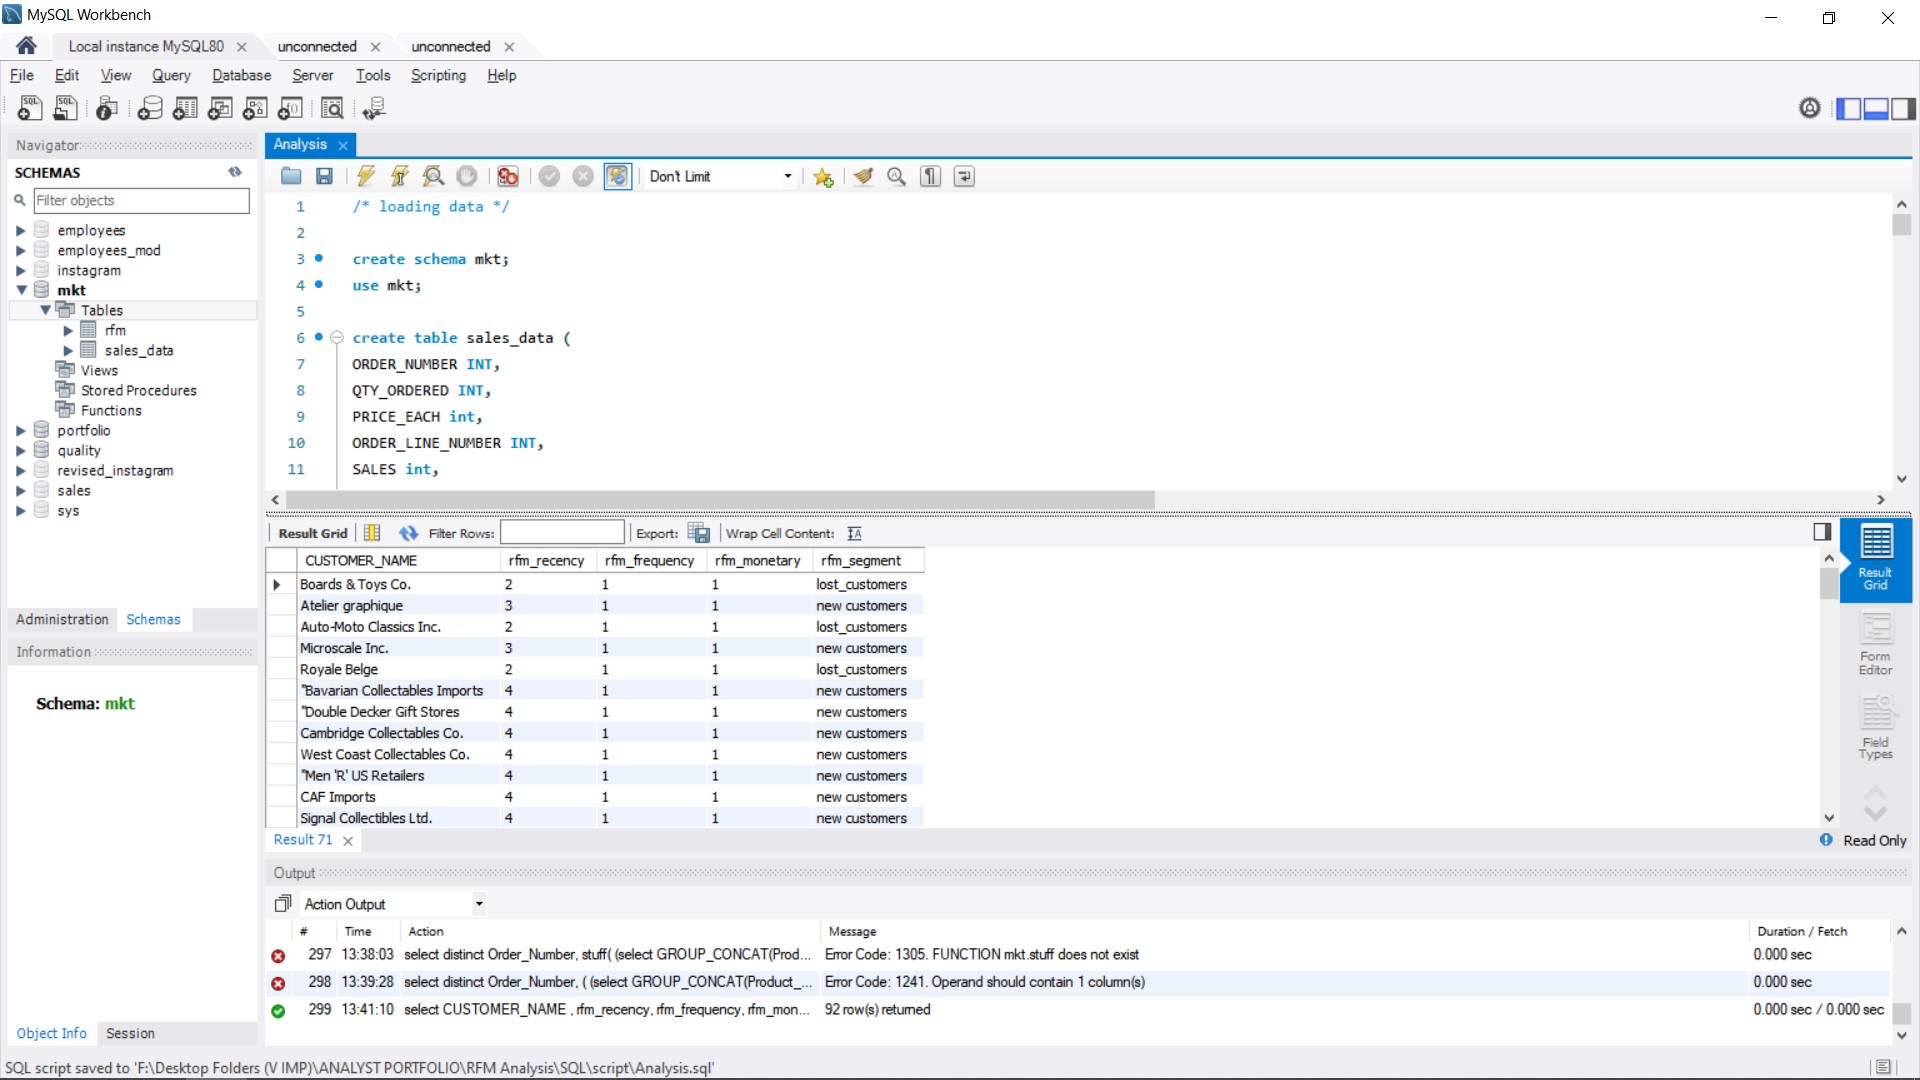 MySQL Workbench
Local instance MySQL80
unconnected
unconnected
File Edit View Query Database Server Tools Scripting Help
Navigator
SCHEMAS
Filter objects
employees
employees_mod
instagram
mkt
Tables
rfm
sales_data
Views
Stored Procedures
Functions
portfolio
quality
revised_instagram
sales
sys
Administration Schemas
Information
Schema: mkt
Object Info Session
Analysis
Don't Limit
1 /* loading data */
2
3 create schema mkt;
4 use mkt;
5
6 create table sales_data (
7 ORDER_NUMBER INT,
8 QTY_ORDERED INT,
9 PRICE_EACH int,
10 ORDER_LINE_NUMBER INT,
11 SALES int,
Result Grid Filter Rows: Export: Wrap Cell Content:
CUSTOMER_NAME rfm_recency rfm_frequency rfm_monetary rfm_segment
Boards & Toys Co. 2 1 1 lost_customers
Atelier graphique 3 1 1 new customers
Auto-Moto Classics Inc. 2 1 1 lost_customers
Microscale Inc. 3 1 1 new customers
Royale Belge 2 1 1 lost_customers
"Bavarian Collectables Imports 4 1 1 new customers
"Double Decker Gift Stores 4 1 1 new customers
Cambridge Collectables Co. 4 1 1 new customers
West Coast Collectables Co. 4 1 1 new customers
"Men 'R' US Retailers 4 1 1 new customers
CAF Imports 4 1 1 new customers
Signal Collectibles Ltd. 4 1 1 new customers
Result
Grid
Form
Editor
Field
Types
Result 71
Read Only
Output
Action Output
# Time Action Message Duration / Fetch
297 13:38:03 select distinct Order_Number, stuff( (select GROUP_CONCAT(Prod... Error Code: 1305. FUNCTION mkt.stuff does not exist 0.000 sec
298 13:39:28 select distinct Order_Number, ( (select GROUP_CONCAT(Product_... Error Code: 1241. Operand should contain 1 column(s) 0.000 sec
299 13:41:10 select CUSTOMER_NAME , rfm_recency, rfm_frequency, rfm_mon... 92 row(s) returned 0.000 sec / 0.000 sec
SQL script saved to 'F:\Desktop Folders (V IMP)\ANALYST PORTFOLIO\RFM Analysis\SQL\script\Analysis.sql'